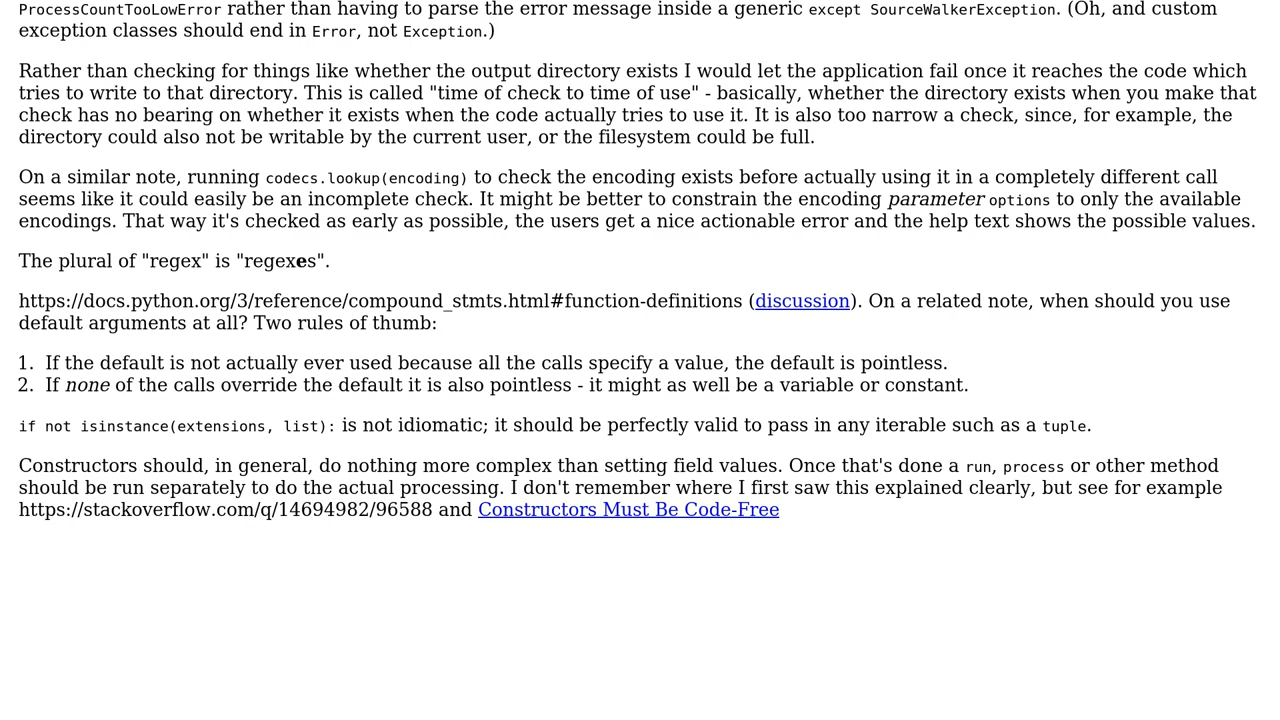 ProcessCountTooLowError rather than having to parse the error message inside a generic except SourceWalkerException. (Oh, and custom
exception classes should end in Error, not Exception.)
Rather than checking for things like whether the output directory exists I would let the application fail once it reaches the code which
tries to write to that directory. This is called "time of check to time of use" - basically, whether the directory exists when you make that
check has no bearing on whether it exists when the code actually tries to use it. It is also too narrow a check, since, for example, the
directory could also not be writable by the current user, or the filesystem could be full.
On a similar note, running codecs.lookup(encoding) to check the encoding exists before actually using it in a completely different call
seems like it could easily be an incomplete check. It might be better to constrain the encoding parameter options to only the available
encodings. That way it's checked as early as possible, the users get a nice actionable error and the help text shows the possible values.
The plural of "regex" is "regexes".
https://docs.python.org/3/reference/compound_stmts.html#function-definitions (discussion). On a related note, when should you use
default arguments at all? Two rules of thumb:
1. If the default is not actually ever used because all the calls specify a value, the default is pointless.
2. If none of the calls override the default it is also pointless - it might as well be a variable or constant.
if not isinstance(extensions, list): is not idiomatic; it should be perfectly valid to pass in any iterable such as a tuple.
Constructors should, in general, do nothing more complex than setting field values. Once that's done a run, process or other method
should be run separately to do the actual processing. I don't remember where I first saw this explained clearly, but see for example
https://stackoverflow.com/q/14694982/96588 and Constructors Must Be Code-Free